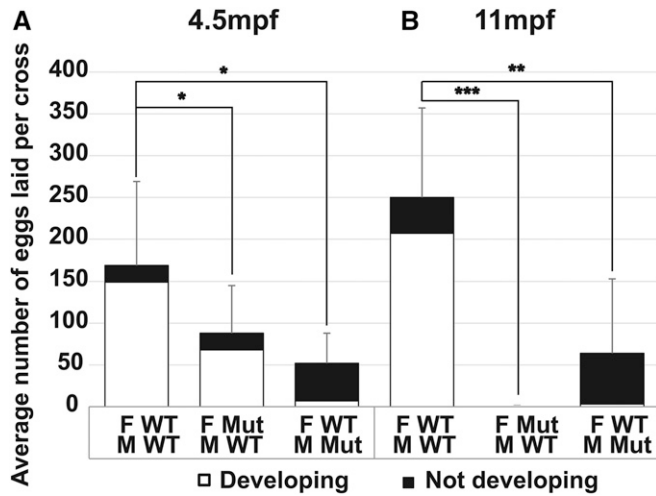 A 4.5mpf B 11mpf
Average number of eggs laid per cross
400
350
300
250
200
150
100
50
0
*
*
**
***
F WT F Mut F WT F WT F Mut F WT
M WT M WT M Mut M WT M WT M Mut
Developing Not developing